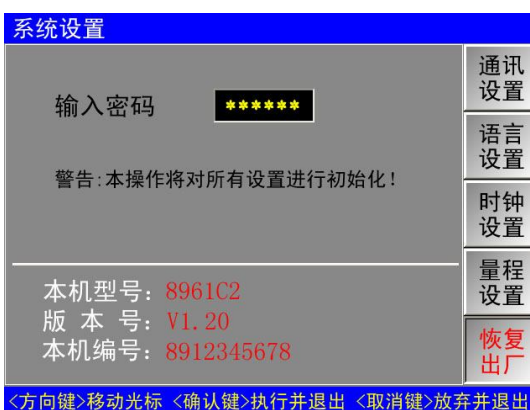 系统设置
输入密码 ******
警告:本操作将对所有设置进行初始化!
本机型号: 8961C2
版 本 号: V1.20
本机编号: 8912345678
通讯
设置
语言
设置
时钟
设置
量程
设置
恢复
出厂
<方向键>移动光标 <确认键>执行并退出 <取消键>放弃并退出